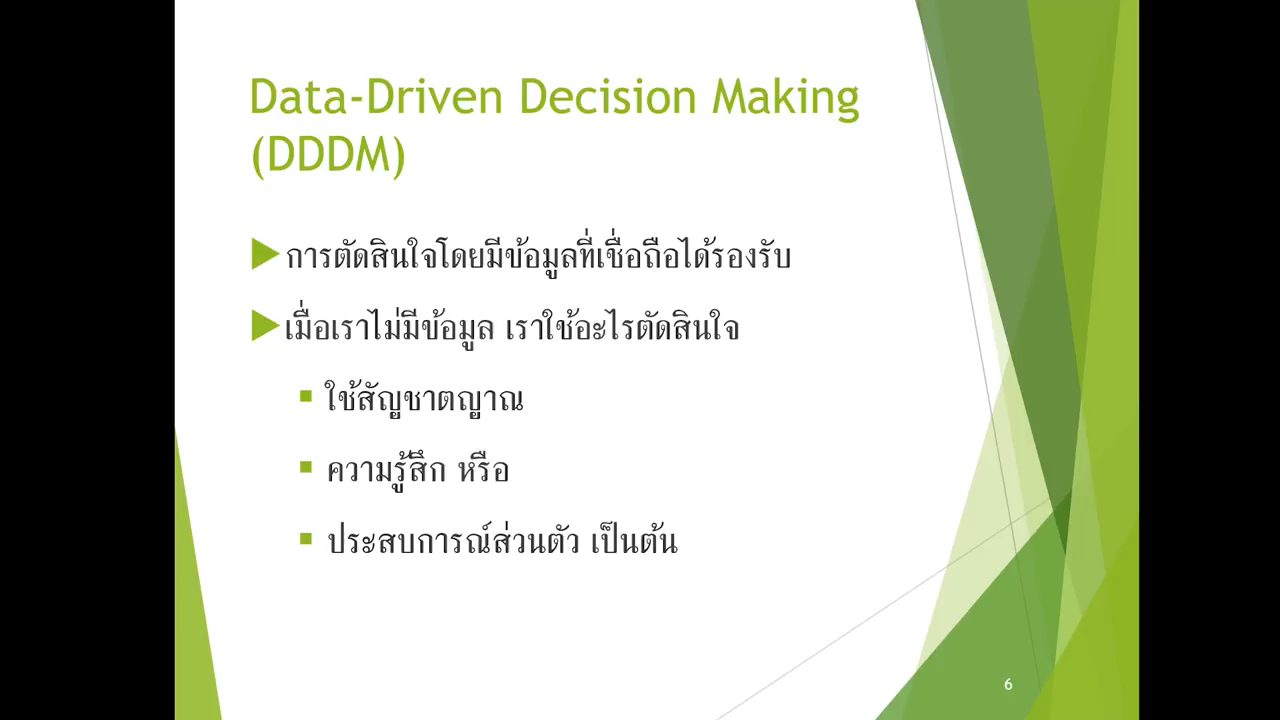 Data-Driven Decision Making
(DDDM)
การตัดสินใจโดยมีข้อมูลที่เชื่อถือได้รองรับ
เมื่อเราไม่มีข้อมูล เราใช้อะไรตัดสินใจ
ใช้สัญชาตญาณ
ความรู้สึก หรือ
ประสบการณ์ส่วนตัว เป็นต้น
6